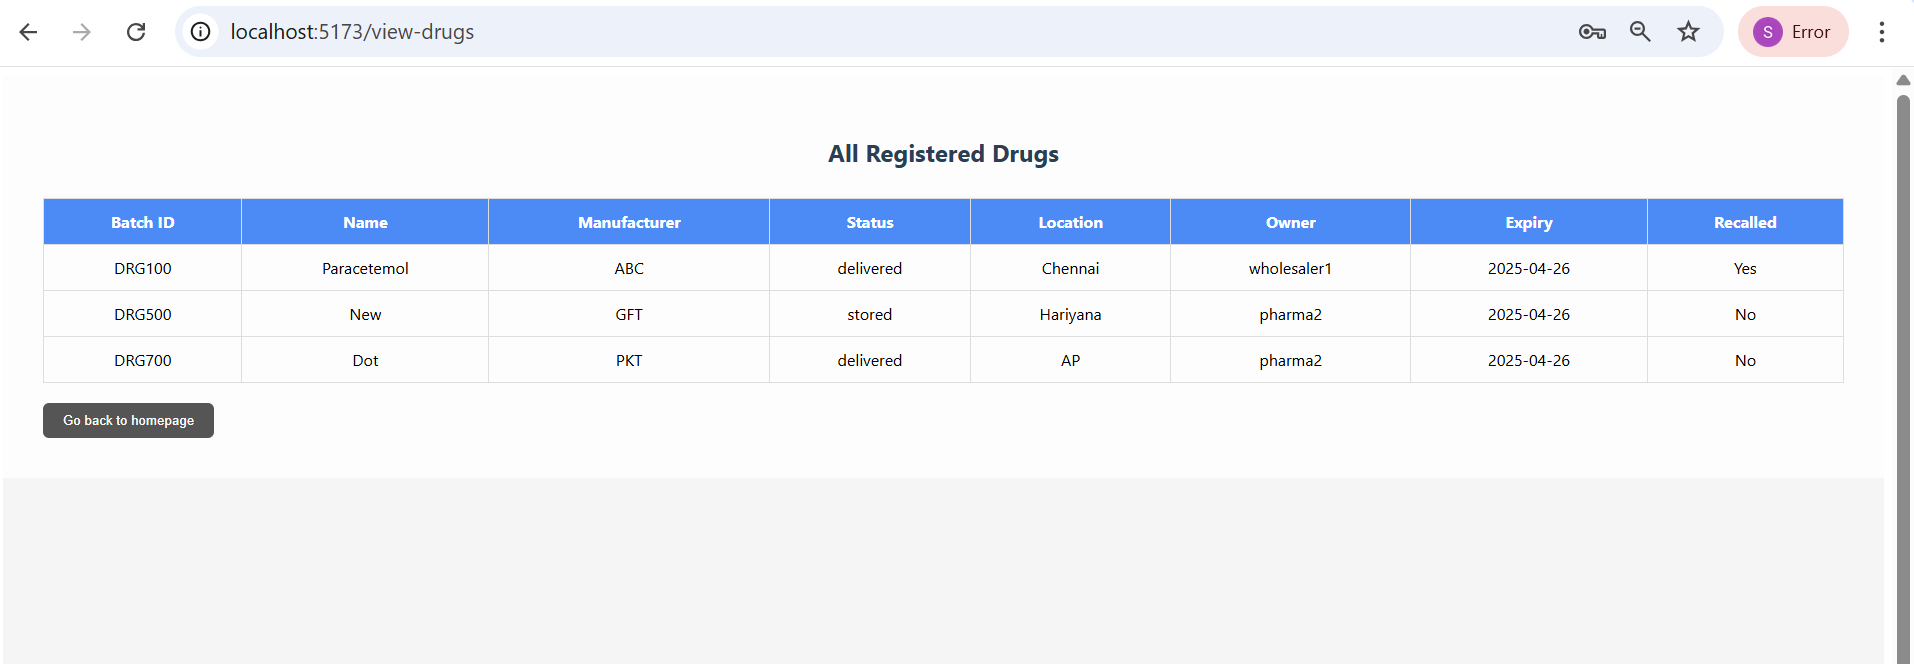 localhost:5173/view-drugs
S Error
All Registered Drugs
Batch ID Name Manufacturer Status Location Owner Expiry Recalled
DRG100 Paracetemol ABC delivered Chennai wholesaler1 2025-04-26 Yes
DRG500 New GFT stored Hariyana pharma2 2025-04-26 No
DRG700 Dot PKT delivered AP pharma2 2025-04-26 No
Go back to homepage